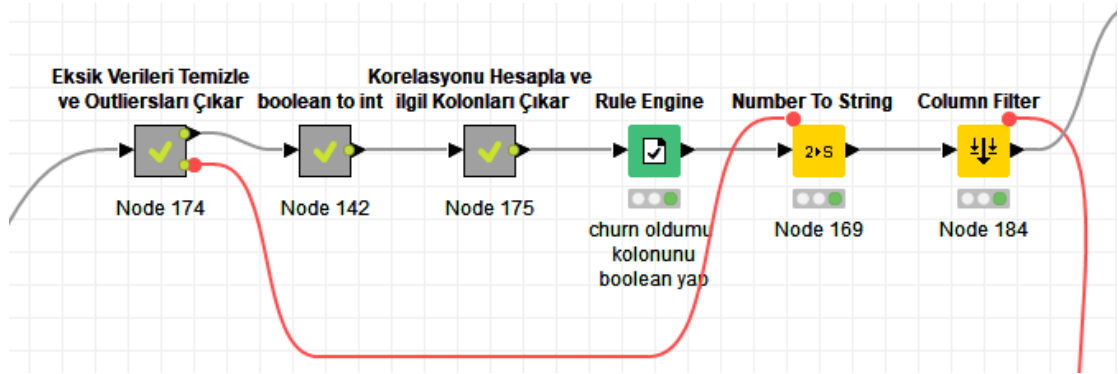 Eksik Verileri Temizle
ve Outliersları Çıkar
boolean to int
Korelasyonu Hesapla ve
ilgil Kolonları Çıkar
Rule Engine
Number To String
Column Filter
2▸S
Node 174
Node 142
Node 175
churn oldumu
kolonunu
boolean yap
Node 169
Node 184